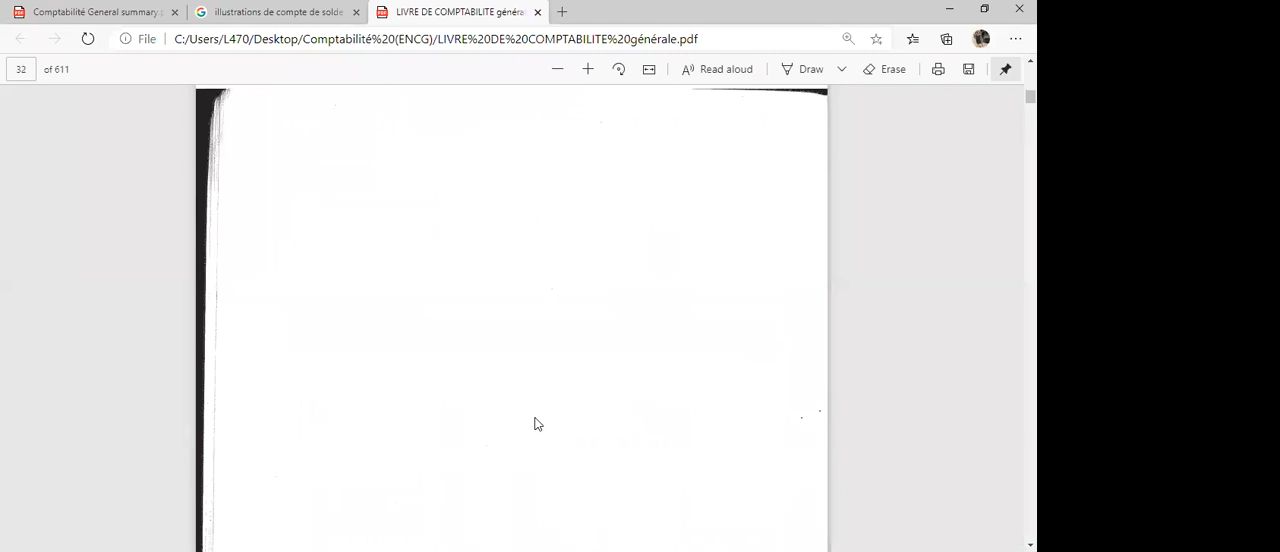 Comptabilité General summary.p
illustrations de compte de solde
LIVRE DE COMPTABILITE généra
File
C:/Users/L470/Desktop/Comptabilité%20(ENCG)/LIVRE%20DE%20COMPTABILITE%20générale.pdf
32 of 611
Read aloud
Draw
Erase